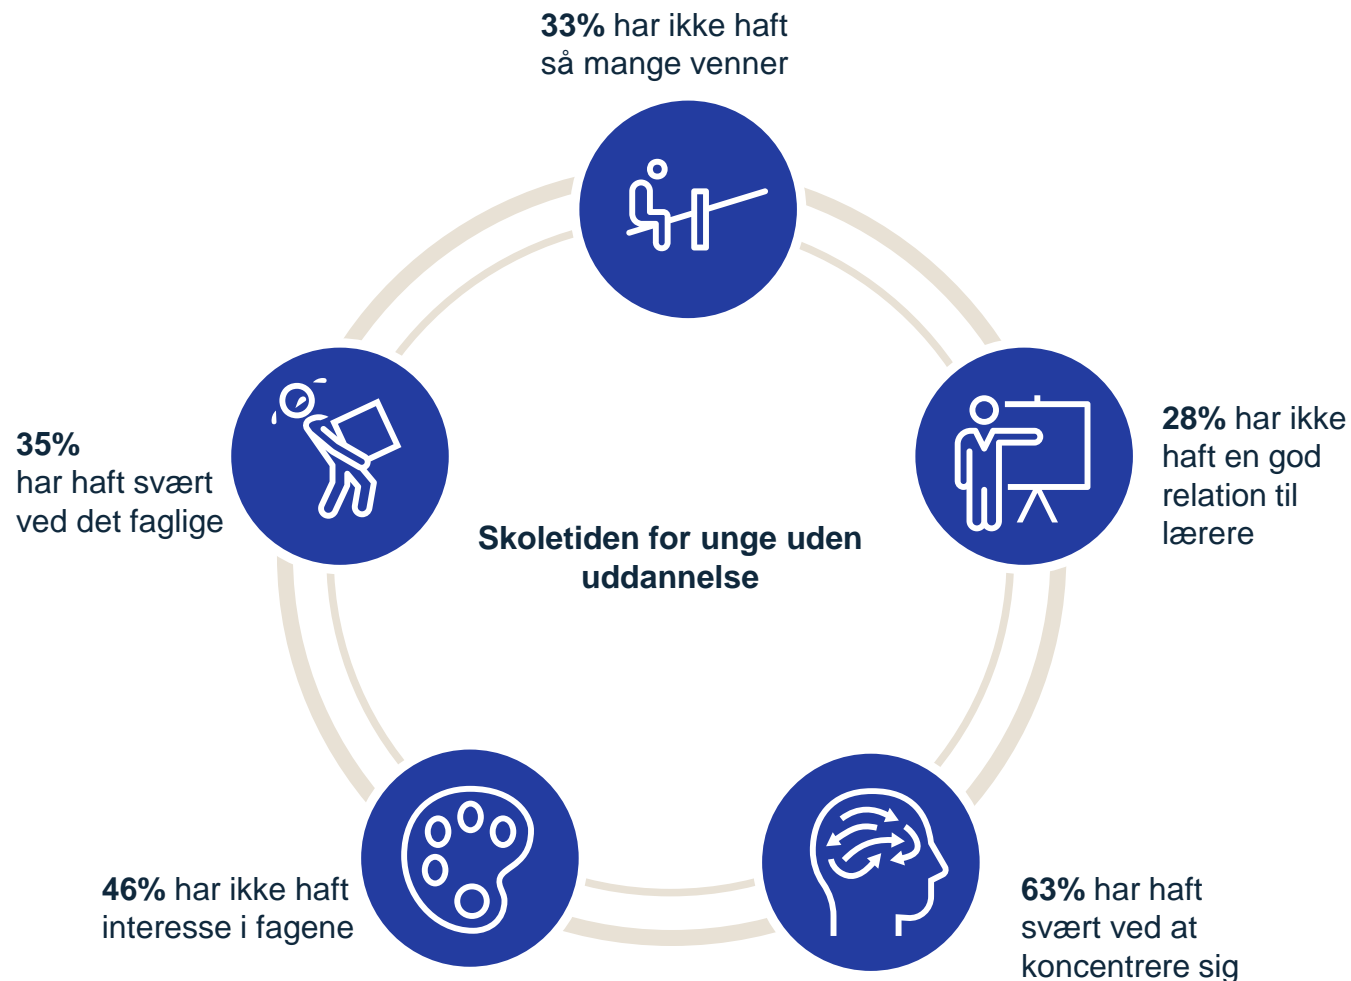 33% har ikke haft
så mange venner
28% har ikke
haft en god
relation til
lærere
35%
har haft svært
ved det faglige
Skoletiden for unge uden
uddannelse
46% har ikke haft
interesse i fagene
63% har haft
svært ved at
koncentrere sig